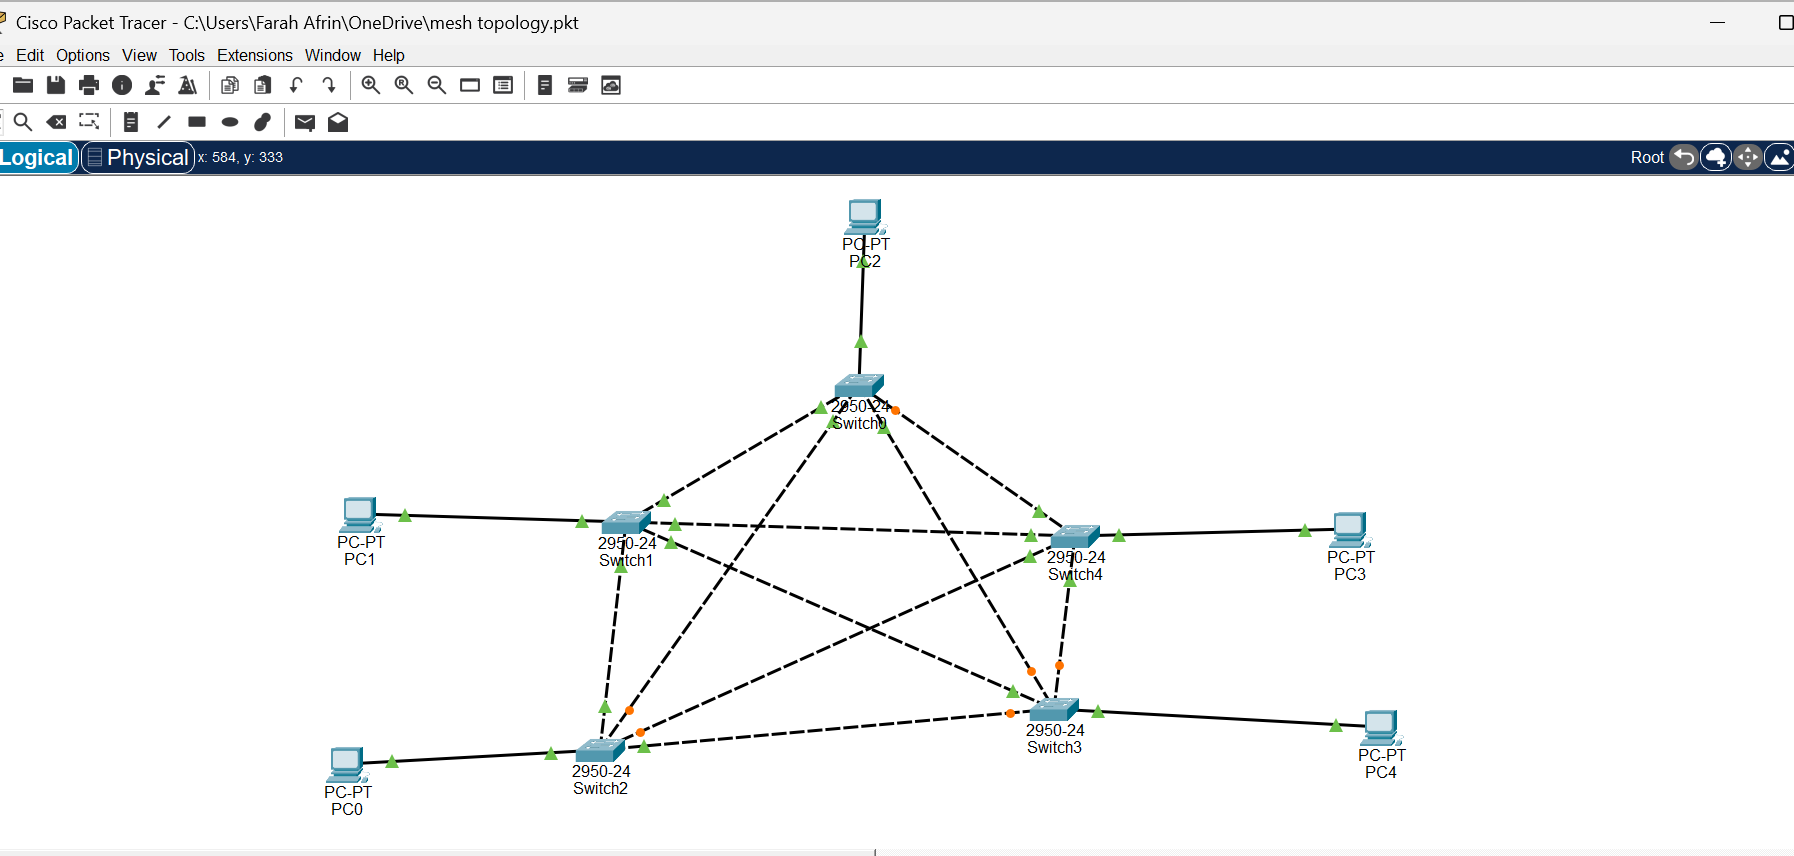 Cisco Packet Tracer - C:\Users\Farah Afrin\OneDrive\mesh topology.pkt
Edit Options View Tools Extensions Window Help
Logical Physical x: 584, y: 333 Root
PC-PT
PC2
2950-24
Switch0
PC-PT
PC1
2950-24
Switch1
2950-24
Switch4
PC-PT
PC3
2950-24
Switch3
PC-PT
PC4
2950-24
Switch2
PC-PT
PC0